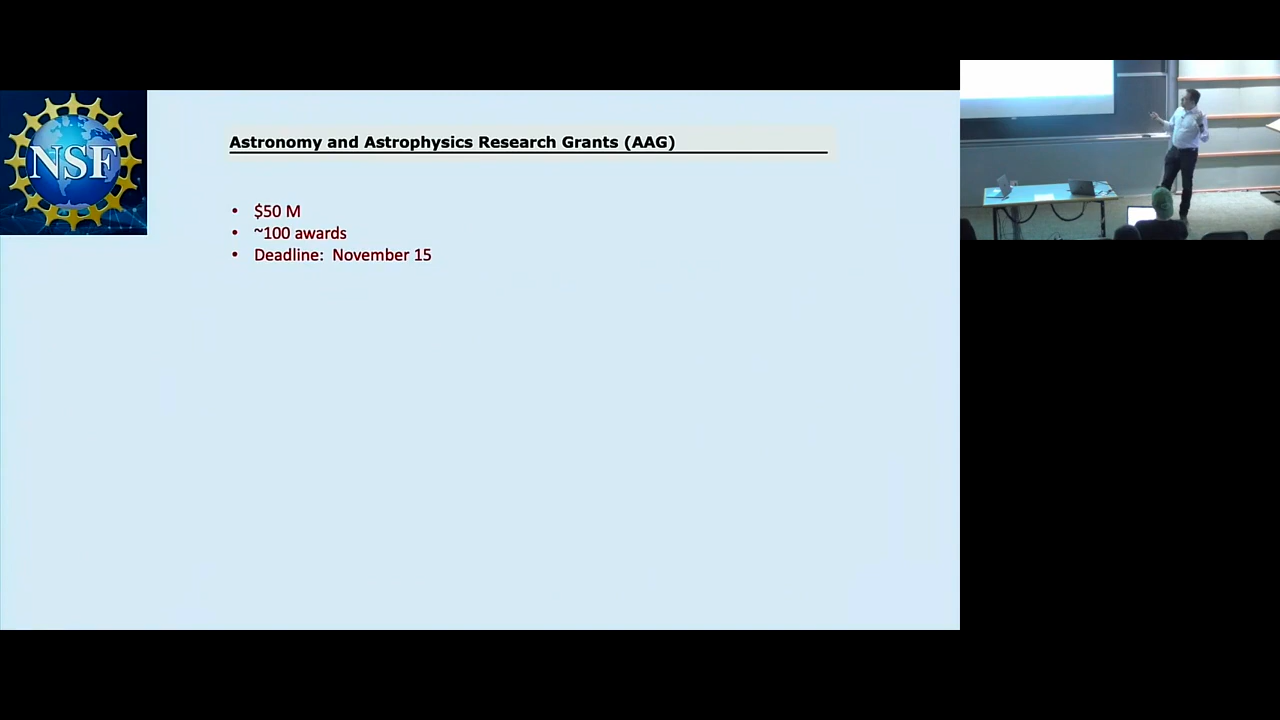 NSF
Astronomy and Astrophysics Research Grants (AAG)
• $50 M
• ~100 awards
• Deadline:  November 15